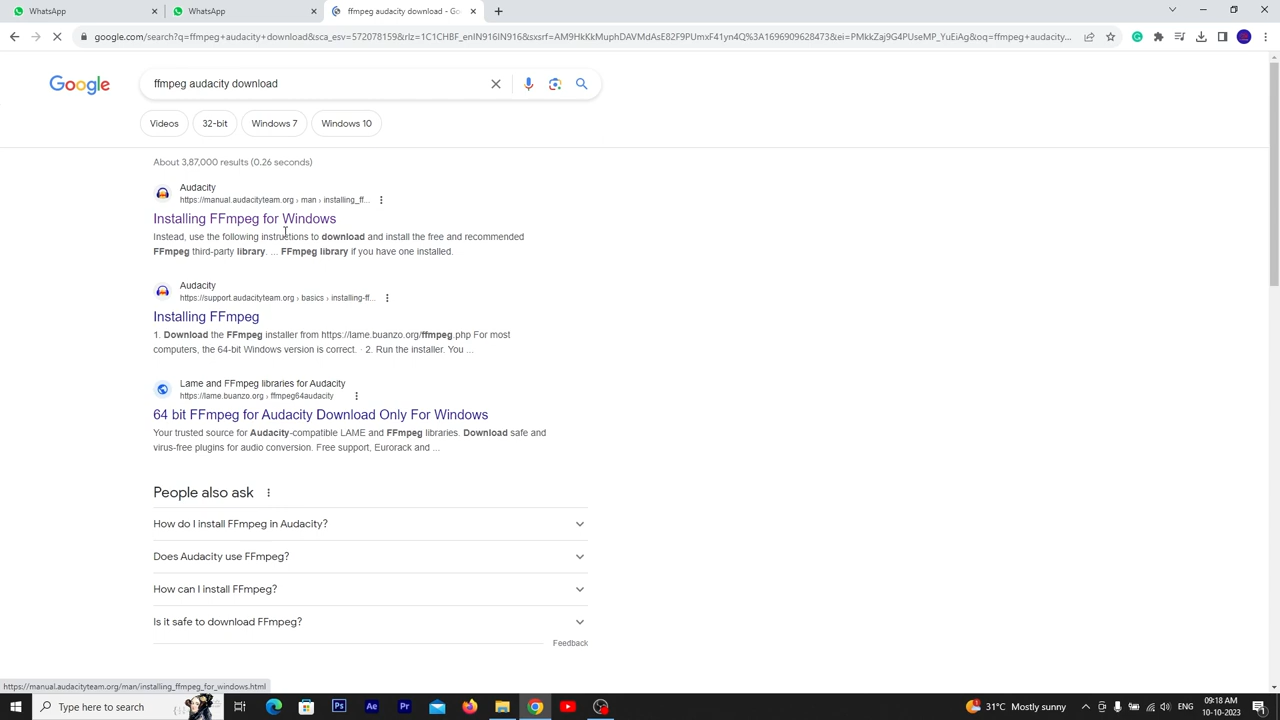 WhatsApp
WhatsApp
ffmpeg audacity download - Goo
google.com/search?q=ffmpeg+audacity+download&sca_esv=572078159&rlz=1C1CHBF_enIN916IN916&sxsrf=AM9HkKkMuphDAVMdAsE82F9PUmxF41yn4Q%3A1696909628473&ei=PMkkZaj9G4PUseMP_YuEiAg&oq=ffmpeg+audacity...
Google
ffmpeg audacity download
Videos
32-bit
Windows 7
Windows 10
About 3,87,000 results (0.26 seconds)
Audacity
https://manual.audacityteam.org › man › installing_ff...
Installing FFmpeg for Windows
Instead, use the following instructions to download and install the free and recommended
FFmpeg third-party library. ... FFmpeg library if you have one installed.
Audacity
https://support.audacityteam.org › basics › installing-ff...
Installing FFmpeg
1. Download the FFmpeg installer from https://lame.buanzo.org/ffmpeg.php For most
computers, the 64-bit Windows version is correct. · 2. Run the installer. You ...
Lame and FFmpeg libraries for Audacity
https://lame.buanzo.org › ffmpeg64audacity
64 bit FFmpeg for Audacity Download Only For Windows
Your trusted source for Audacity-compatible LAME and FFmpeg libraries. Download safe and
virus-free plugins for audio conversion. Free support, Eurorack and ...
People also ask
How do I install FFmpeg in Audacity?
Does Audacity use FFmpeg?
How can I install FFmpeg?
Is it safe to download FFmpeg?
Feedback
https://manual.audacityteam.org/man/installing_ffmpeg_for_windows.html
Type here to search
Ps
Ae
Pr
31°C Mostly sunny
ENG
09:18 AM
10-10-2023